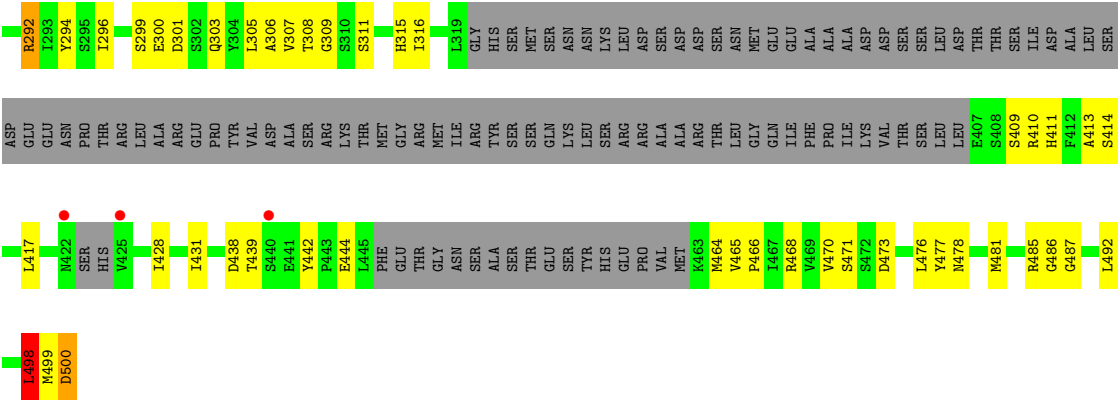 R292 I293 Y294 S295 I296 S299 E300 D301 S302 Q303 Y304 L305 A306 V307 T308 G309 S310 S311 H315 I316 L319 GLY HIS SER MET SER ASN ASN LYS LEU ASP SER ASP ASP SER ASN MET GLU GLU ALA ALA ALA ASP ASP SER SER LEU ASP THR THR SER ILE ASP ALA LEU SER
ASP GLU GLU ASN PRO THR ARG LEU ALA ARG GLU PRO TYR VAL ASP ALA SER ARG LYS THR MET GLY ARG MET ILE ARG TYR SER SER GLN LYS LEU SER ARG ARG ALA ALA ARG THR LEU GLY GLN ILE PHE PRO ILE LYS VAL THR SER LEU LEU E407 S408 S409 R410 H411 F412 A413 S414
L417 N422 SER HIS V425 I428 I431 D438 T439 S440 E441 Y442 P443 E444 L445 PHE GLU THR GLY ASN SER ALA SER THR GLU SER TYR HIS GLU PRO VAL MET K463 M464 V465 P466 I467 R468 V469 V470 S471 S472 D473 L476 Y477 N478 M481 R485 G486 G487 L492
L498 M499 D500